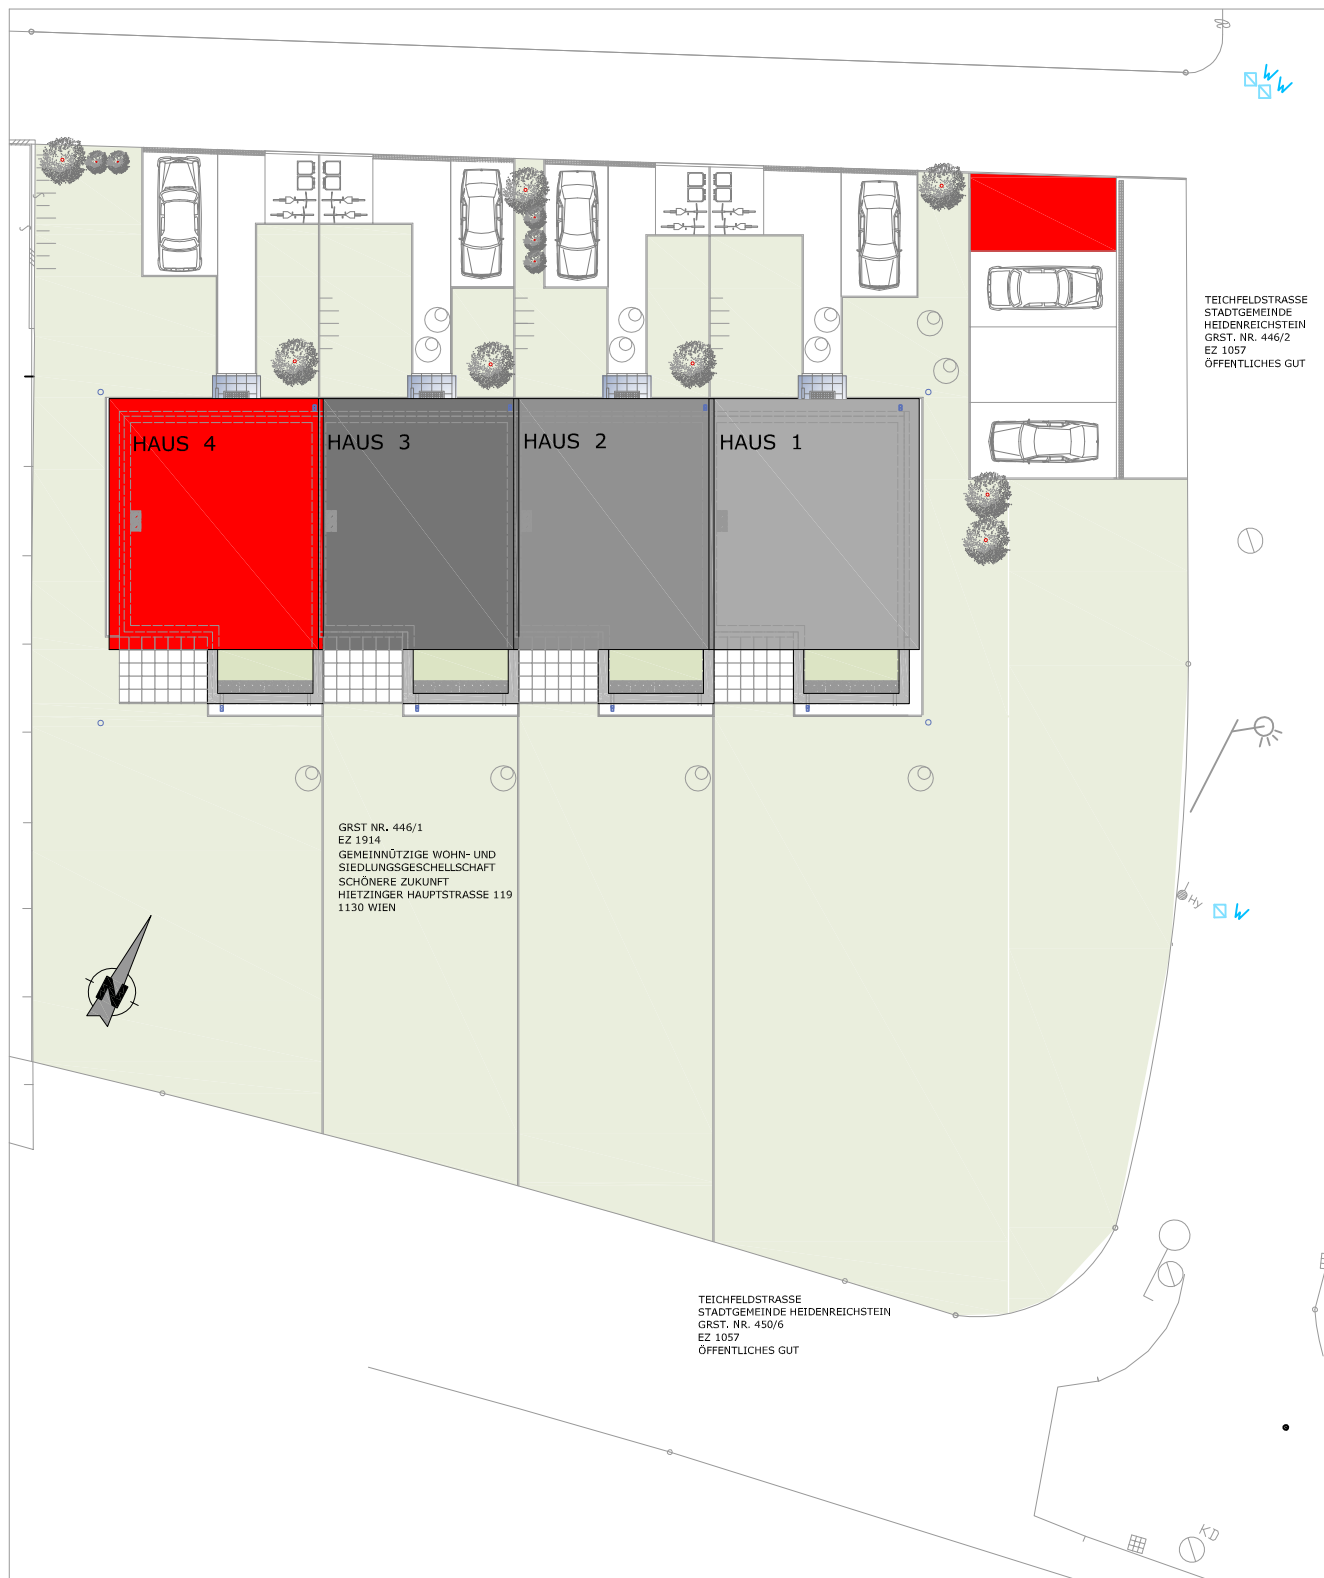 W
W
TEICHFELDSTRASSE
STADTGEMEINDE
HEIDENREICHSTEIN
GRST. NR. 446/2
EZ 1057
ÖFFENTLICHES GUT
HAUS 4
HAUS 3
HAUS 2
HAUS 1
GRST NR. 446/1
EZ 1914
GEMEINNÜTZIGE WOHN- UND
SIEDLUNGSGESCHELLSCHAFT
SCHÖNERE ZUKUNFT
HIETZINGER HAUPTSTRASSE 119
1130 WIEN
Hy
W
N
TEICHFELDSTRASSE
STADTGEMEINDE HEIDENREICHSTEIN
GRST. NR. 450/6
EZ 1057
ÖFFENTLICHES GUT
KD